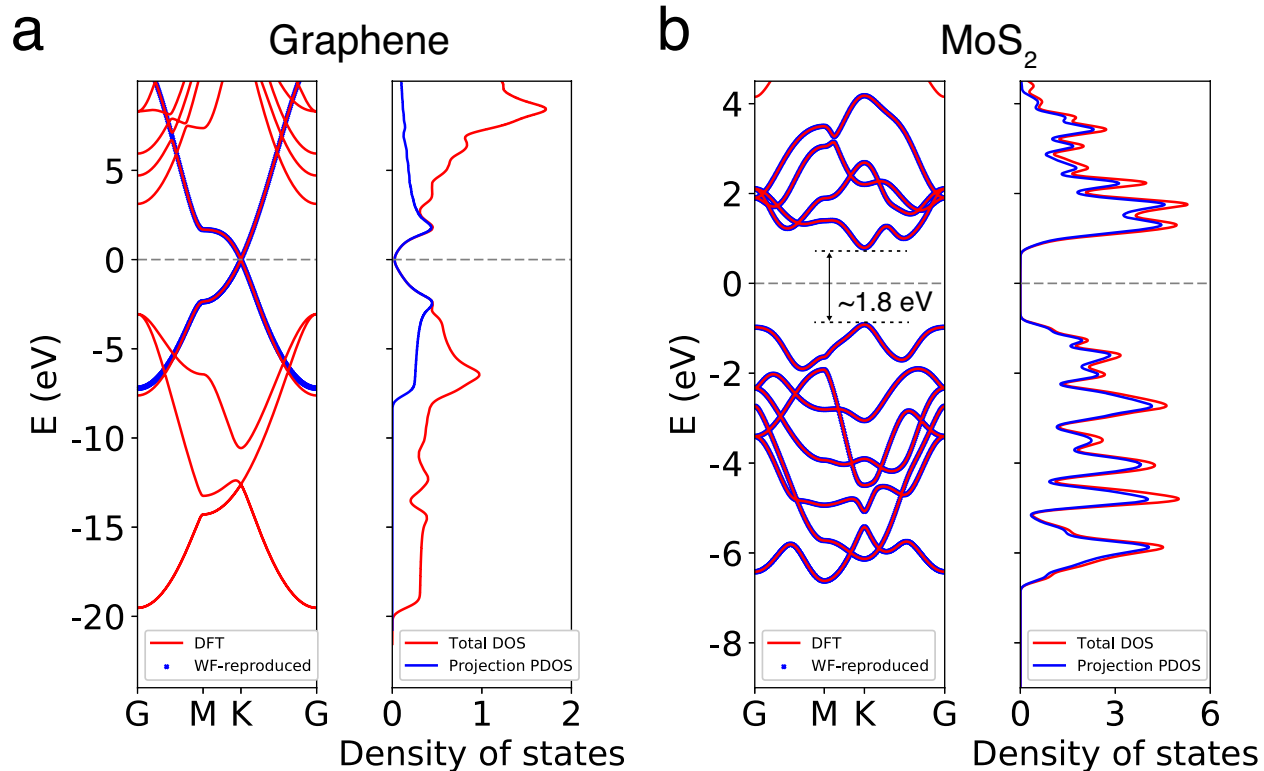 a
Graphene
E (eV)
5
0
-5
-10
-15
-20
DFT
WF-reproduced
G M K G
Total DOS
Projection PDOS
0 1 2
Density of states
b
MoS₂
E (eV)
4
2
0
-2
-4
-6
-8
~1.8 eV
DFT
WF-reproduced
G M K G
Total DOS
Projection PDOS
0 3 6
Density of states